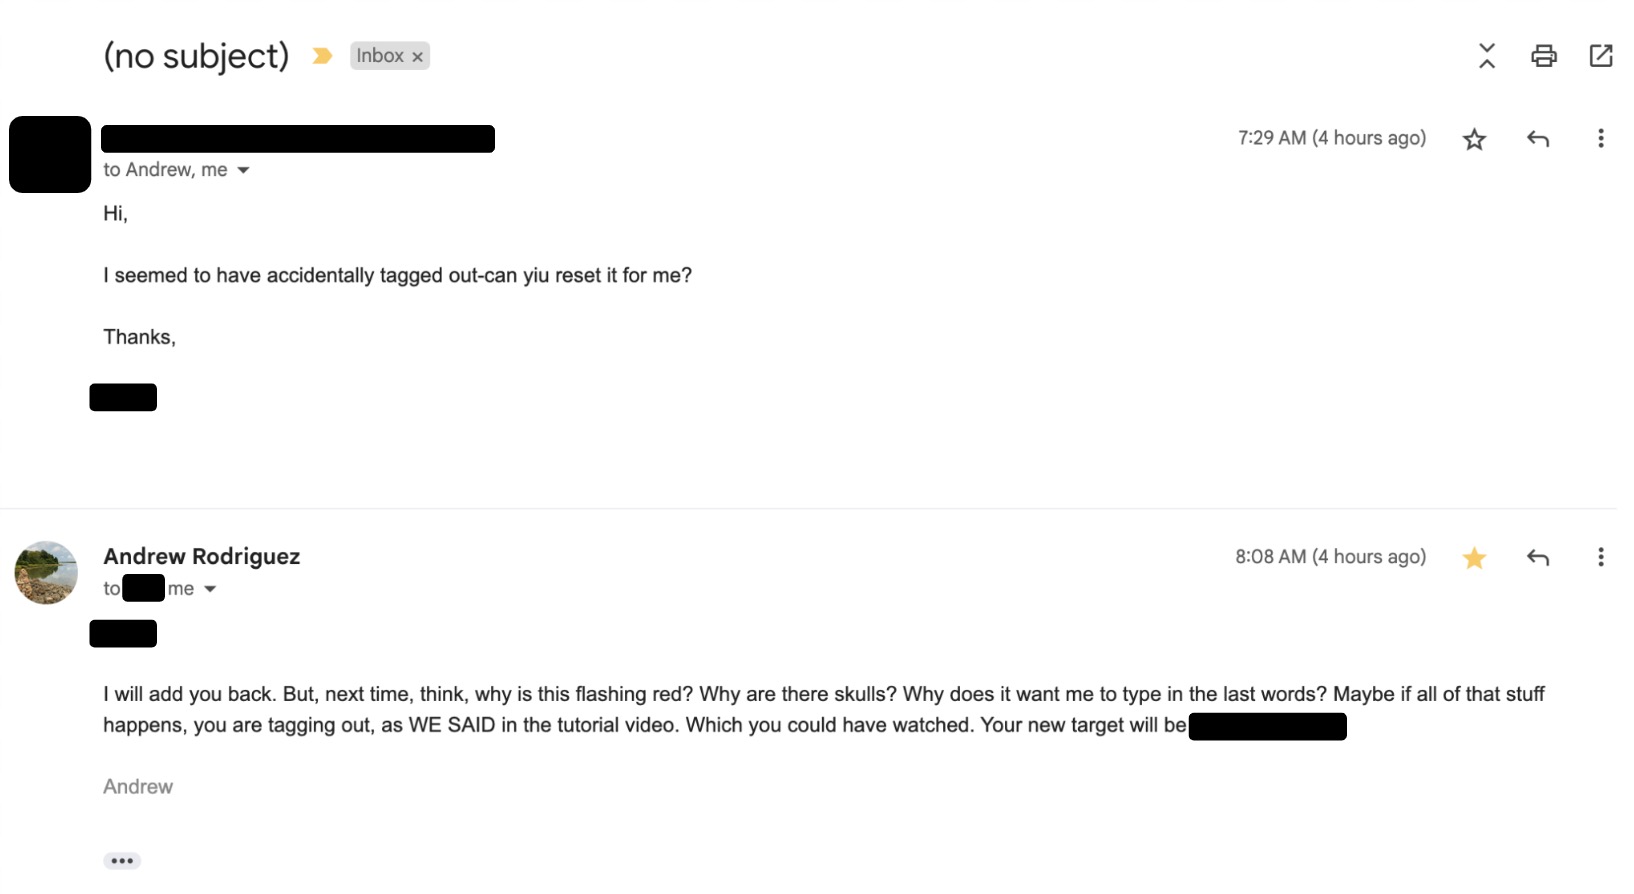 (no subject) Inbox ×
7:29 AM (4 hours ago)
to Andrew, me
Hi,
I seemed to have accidentally tagged out-can yiu reset it for me?
Thanks,
Andrew Rodriguez 8:08 AM (4 hours ago)
to me
I will add you back. But, next time, think, why is this flashing red? Why are there skulls? Why does it want me to type in the last words? Maybe if all of that stuff
happens, you are tagging out, as WE SAID in the tutorial video. Which you could have watched. Your new target will be
Andrew